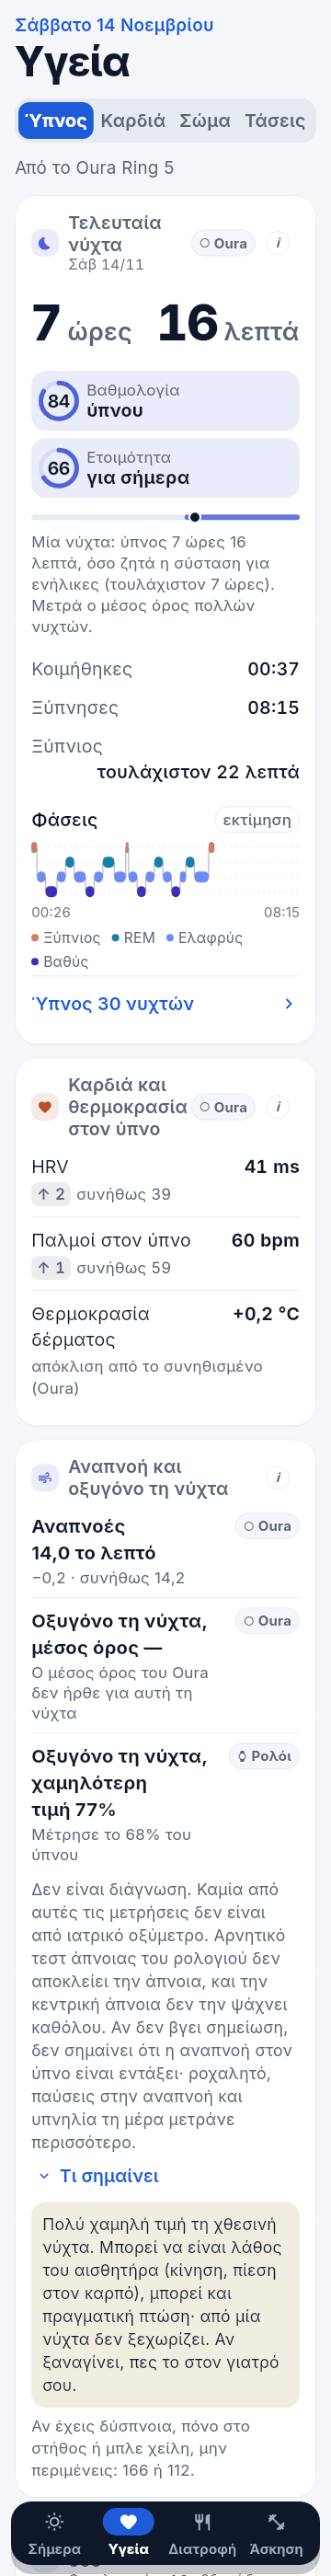 Σάββατο 14 Νοεμβρίου
Υγεία
Ύπνος Καρδιά Σώμα Τάσεις
Από το Oura Ring 5
Τελευταία
νύχτα
Σάβ 14/11
Oura i
7 ώρες 16 λεπτά
84 Βαθμολογία
ύπνου
66 Ετοιμότητα
για σήμερα
Μία νύχτα: ύπνος 7 ώρες 16
λεπτά, όσο ζητά η σύσταση για
ενήλικες (τουλάχιστον 7 ώρες).
Μετρά ο μέσος όρος πολλών
νυχτών.
Κοιμήθηκες 00:37
Ξύπνησες 08:15
Ξύπνιος
τουλάχιστον 22 λεπτά
Φάσεις εκτίμηση
00:26 08:15
Ξύπνιος REM Ελαφρύς
Βαθύς
Ύπνος 30 νυχτών
Καρδιά και
θερμοκρασία
στον ύπνο
Oura i
HRV 41 ms
↑ 2 συνήθως 39
Παλμοί στον ύπνο 60 bpm
↑ 1 συνήθως 59
Θερμοκρασία
δέρματος
+0,2 °C
απόκλιση από το συνηθισμένο
(Oura)
Αναπνοή και
οξυγόνο τη νύχτα
i
Αναπνοές
14,0 το λεπτό
Oura
−0,2 · συνήθως 14,2
Οξυγόνο τη νύχτα,
μέσος όρος —
Oura
Ο μέσος όρος του Oura
δεν ήρθε για αυτή τη
νύχτα
Οξυγόνο τη νύχτα,
χαμηλότερη
τιμή 77%
Ρολόι
Μέτρησε το 68% του
ύπνου
Δεν είναι διάγνωση. Καμία από
αυτές τις μετρήσεις δεν είναι
από ιατρικό οξύμετρο. Αρνητικό
τεστ άπνοιας του ρολογιού δεν
αποκλείει την άπνοια, και την
κεντρική άπνοια δεν την ψάχνει
καθόλου. Αν δεν βγει σημείωση,
δεν σημαίνει ότι η αναπνοή στον
ύπνο είναι εντάξει· ροχαλητό,
παύσεις στην αναπνοή και
υπνηλία τη μέρα μετράνε
περισσότερο.
Τι σημαίνει
Πολύ χαμηλή τιμή τη χθεσινή
νύχτα. Μπορεί να είναι λάθος
του αισθητήρα (κίνηση, πίεση
στον καρπό), μπορεί και
πραγματική πτώση· από μία
νύχτα δεν ξεχωρίζει. Αν
ξαναγίνει, πες το στον γιατρό
σου.
Αν έχεις δύσπνοια, πόνο στο
στήθος ή μπλε χείλη, μην
περιμένεις: 166 ή 112.
Σήμερα Υγεία Διατροφή Άσκηση